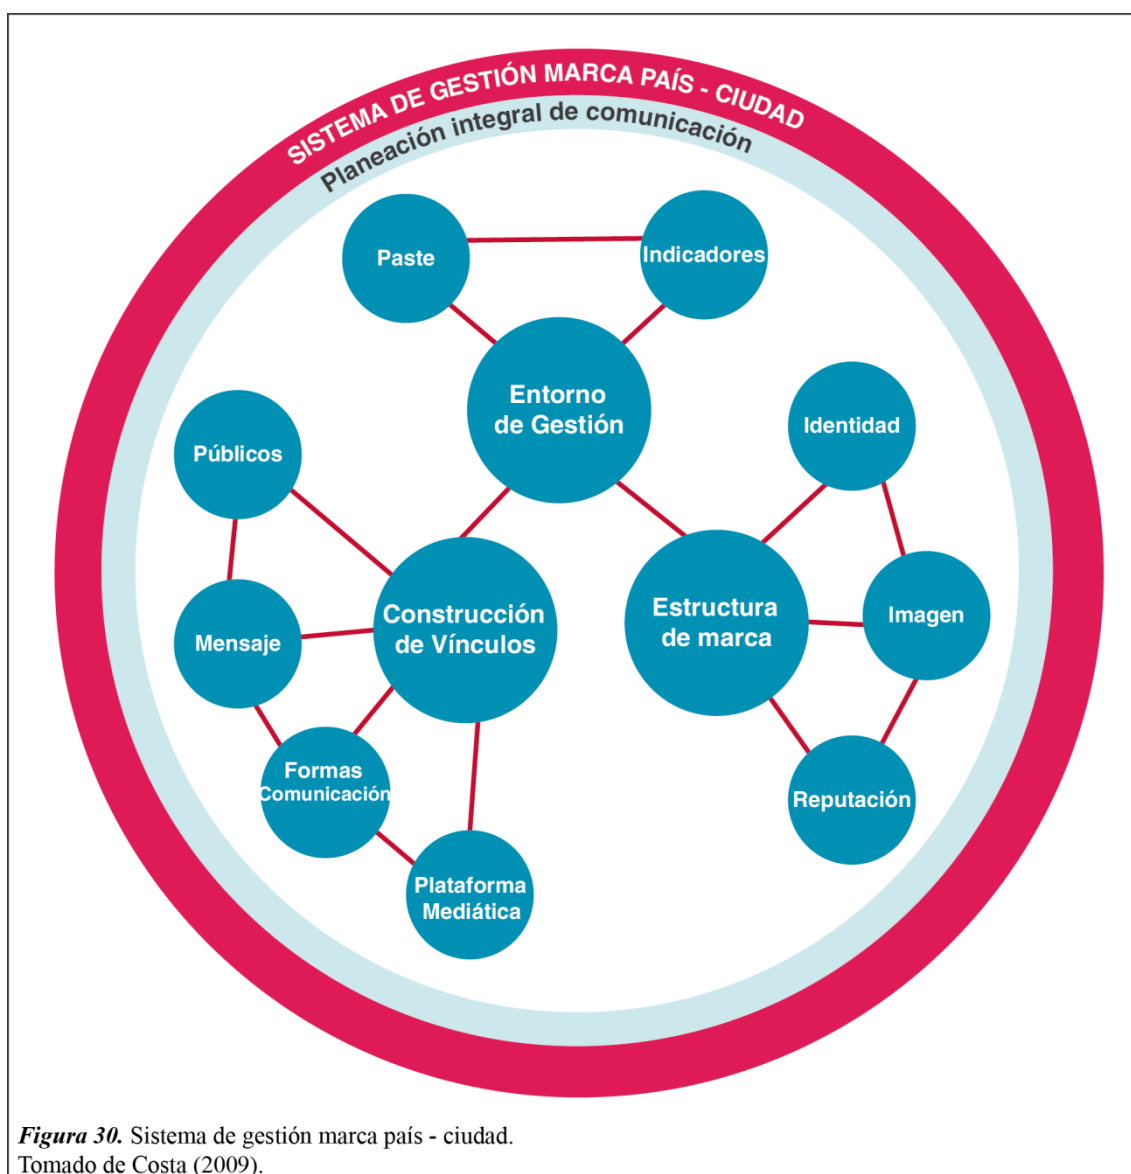 SISTEMA DE GESTIÓN MARCA PAÍS - CIUDAD
Planeación integral de comunicación
Paste
Indicadores
Entorno
de Gestión
Identidad
Públicos
Construcción
de Vínculos
Estructura
de marca
Imagen
Mensaje
Formas
Comunicación
Reputación
Plataforma
Mediática
Figura 30. Sistema de gestión marca país - ciudad.
Tomado de Costa (2009).